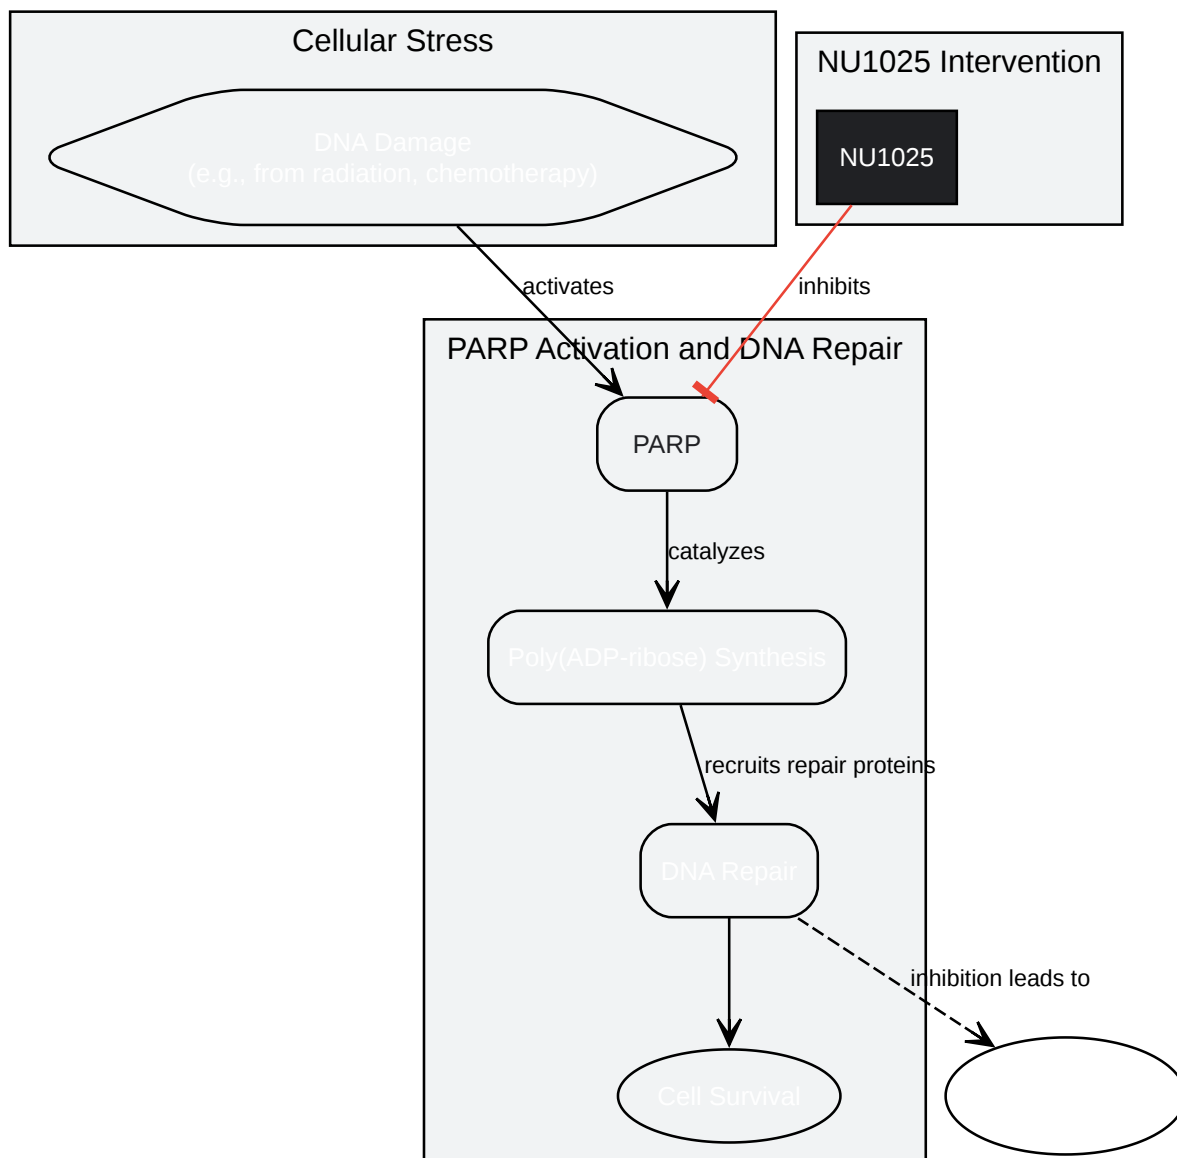 Cellular Stress
NU1025 Intervention
DNA Damage
(e.g., from radiation, chemotherapy)
NU1025
activates
inhibits
PARP Activation and DNA Repair
PARP
catalyzes
Poly(ADP-ribose) Synthesis
recruits repair proteins
DNA Repair
inhibition leads to
Cell Survival